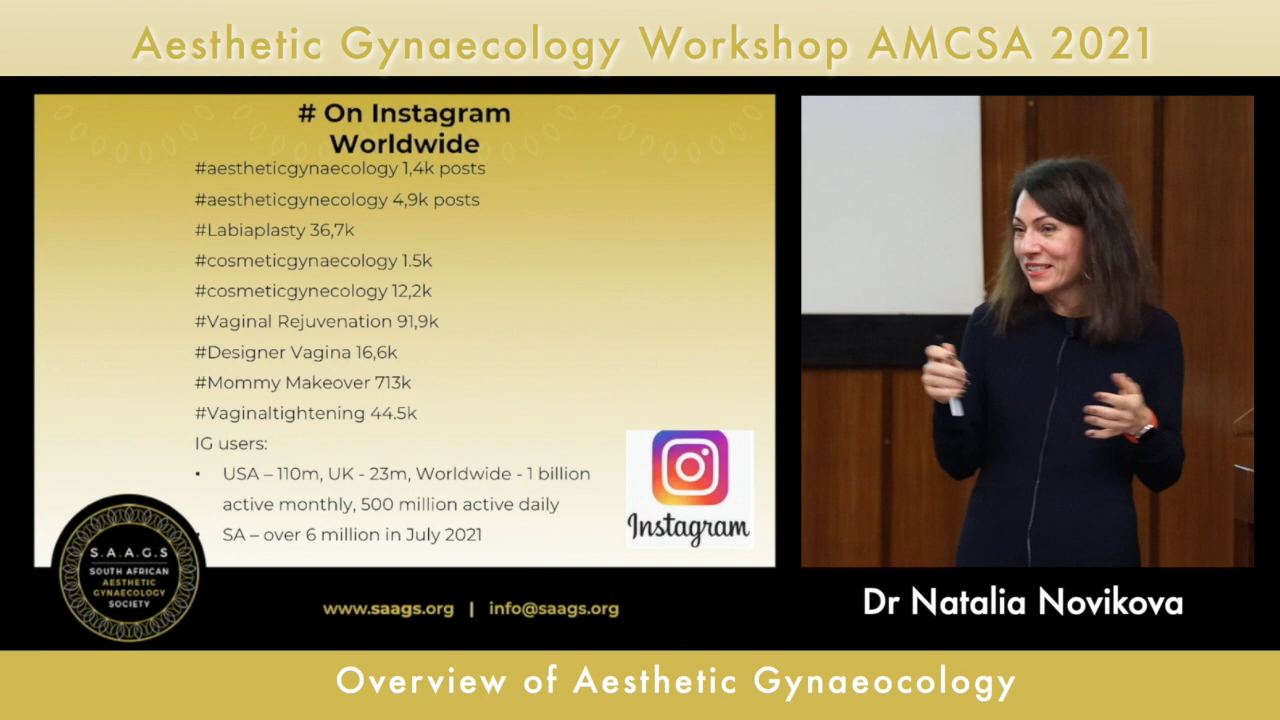 Aesthetic Gynaecology Workshop AMCSA 2021
# On Instagram
Worldwide
#aestheticgynaecology 1,4k posts
#aestheticgynecology 4,9k posts
#Labiaplasty 36,7k
#cosmeticgynaecology 1.5k
#cosmeticgynecology 12,2k
#Vaginal Rejuvenation 91,9k
#Designer Vagina 16,6k
#Mommy Makeover 713k
#Vaginaltightening 44.5k
IG users:
• USA – 110m, UK - 23m, Worldwide - 1 billion
active monthly, 500 million active daily
• SA – over 6 million in July 2021
Instagram
S.A.A.G.S
SOUTH AFRICAN
AESTHETIC
GYNAECOLOGY
SOCIETY
www.saags.org | info@saags.org
Dr Natalia Novikova
Overview of Aesthetic Gynaeocology